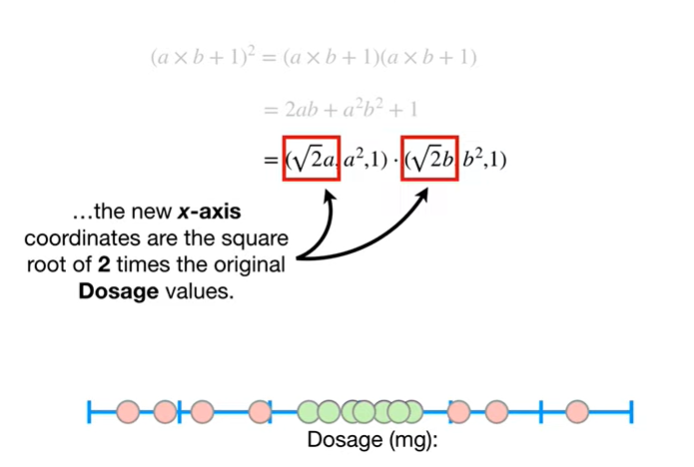 (a × b + 1)² = (a × b + 1)(a × b + 1)
= 2ab + a²b² + 1
= (√2a, a²,1) · (√2b, b²,1)
…the new x-axis
coordinates are the square
root of 2 times the original
Dosage values.
Dosage (mg):